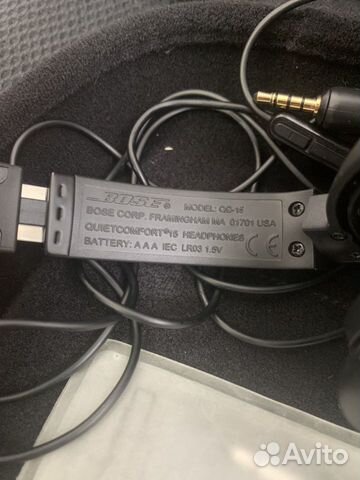 BOSE® MODEL: QC-15
BOSE CORP. FRAMINGHAM MA 01701 USA
QUIETCOMFORT®15 HEADPHONES
BATTERY: A A A IEC LR03 1.5V
CE
Avito